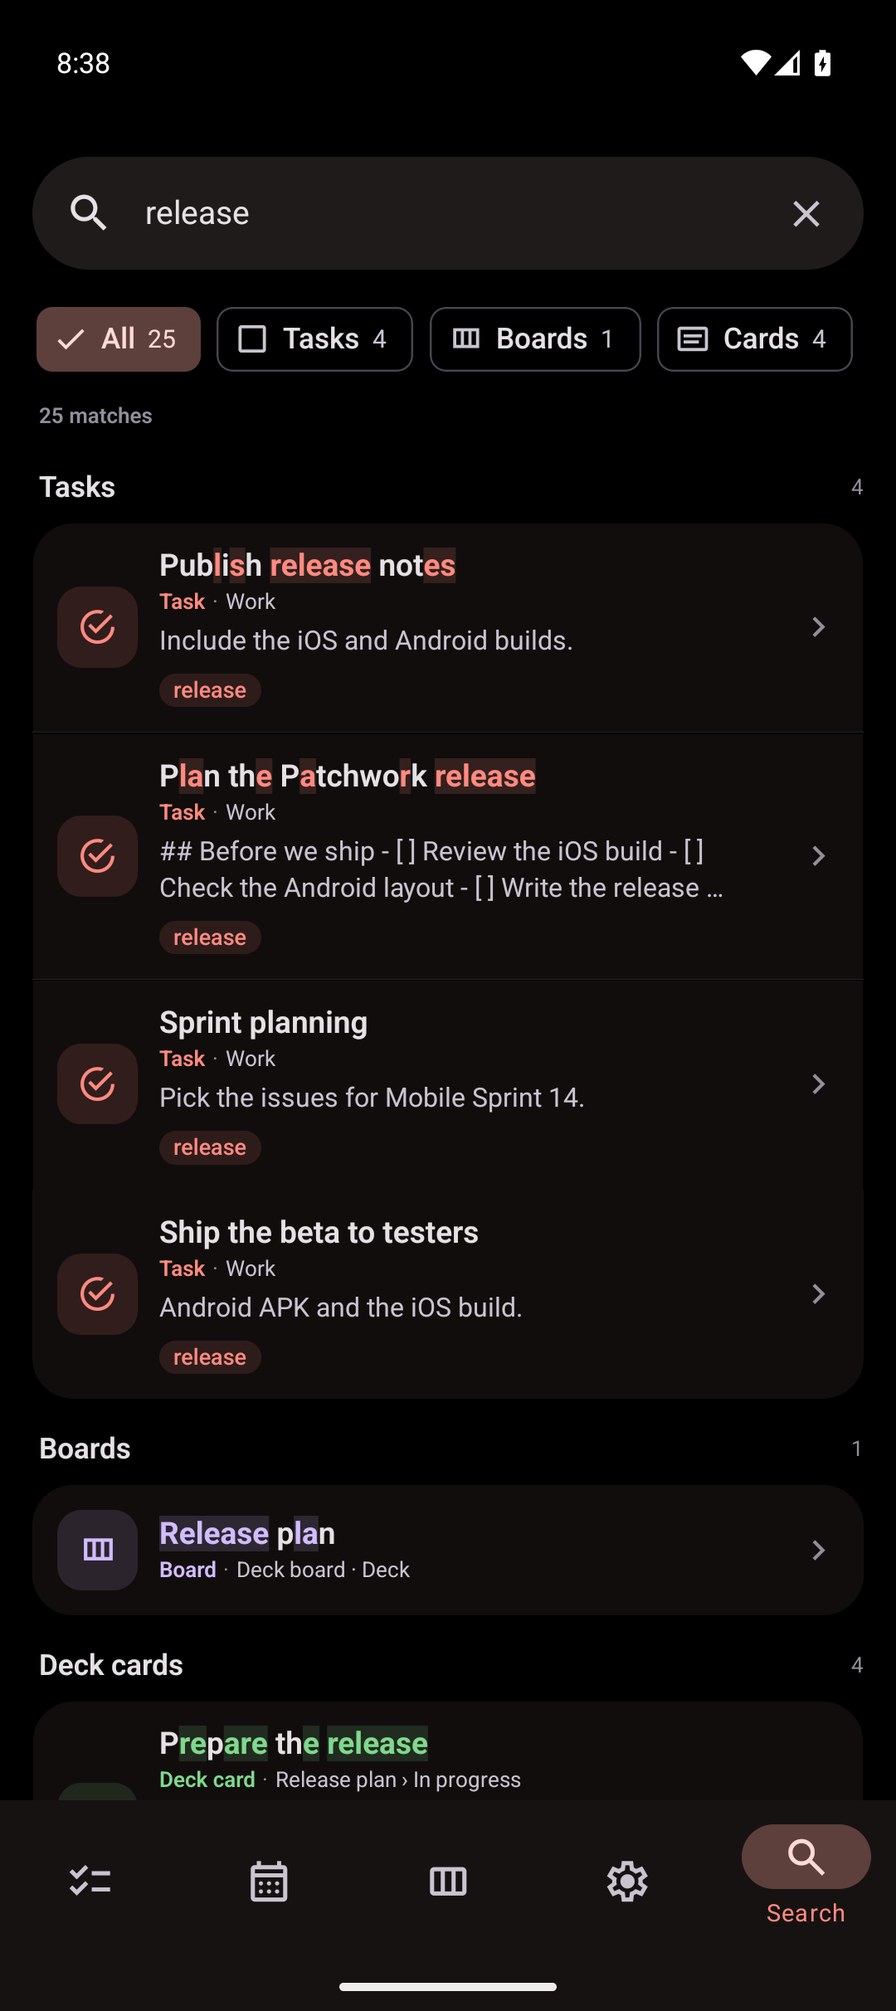 8:38
release
All 25
Tasks 4
Boards 1
Cards 4
25 matches
Tasks 4
Publish release notes
Task · Work
Include the iOS and Android builds.
release
Plan the Patchwork release
Task · Work
## Before we ship - [ ] Review the iOS build - [ ]
Check the Android layout - [ ] Write the release ...
release
Sprint planning
Task · Work
Pick the issues for Mobile Sprint 14.
release
Ship the beta to testers
Task · Work
Android APK and the iOS build.
release
Boards 1
Release plan
Board · Deck board · Deck
Deck cards 4
Prepare the release
Deck card · Release plan › In progress
Search